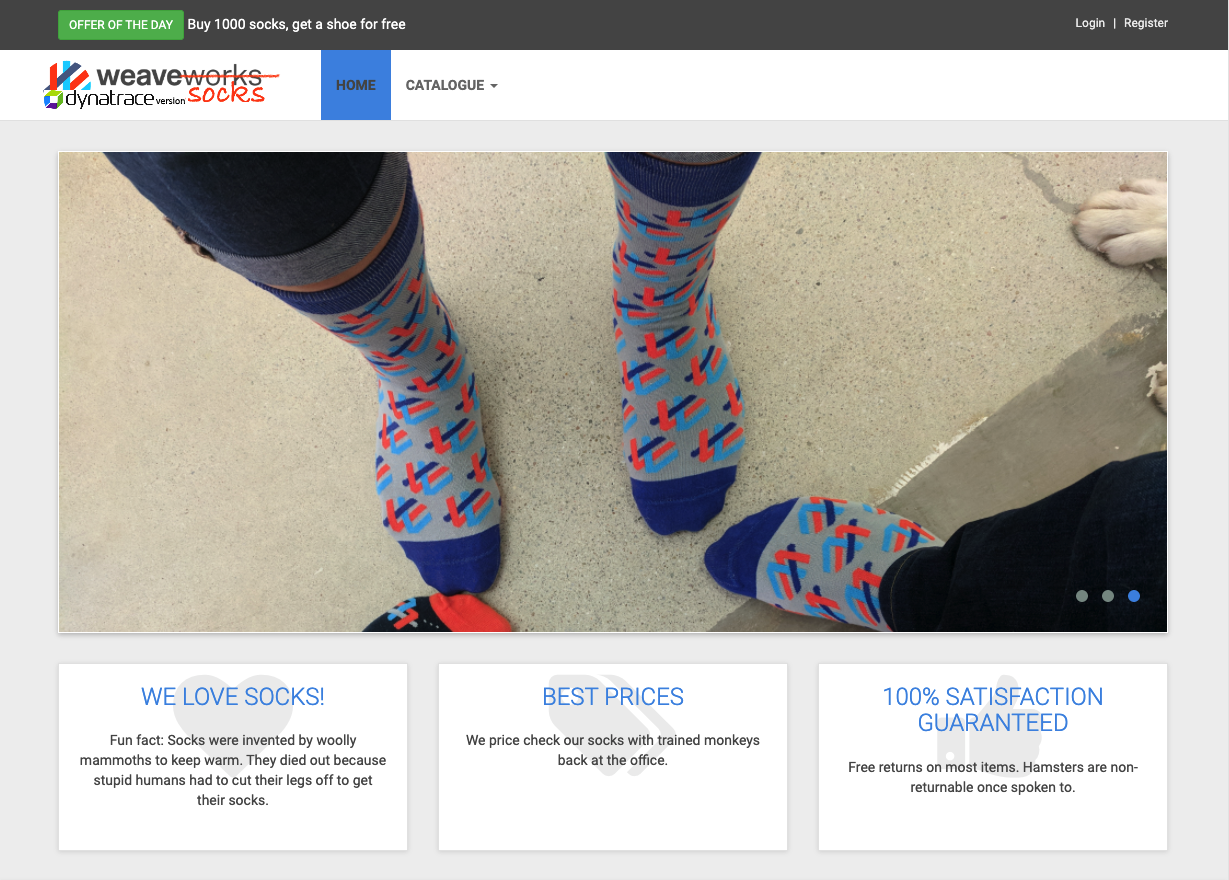 OFFER OF THE DAY Buy 1000 socks, get a shoe for free
Login | Register
weaveworks
dynatrace version socks
HOME
CATALOGUE
WE LOVE SOCKS!
Fun fact: Socks were invented by woolly
mammoths to keep warm. They died out because
stupid humans had to cut their legs off to get
their socks.
BEST PRICES
We price check our socks with trained monkeys
back at the office.
100% SATISFACTION
GUARANTEED
Free returns on most items. Hamsters are non-
returnable once spoken to.